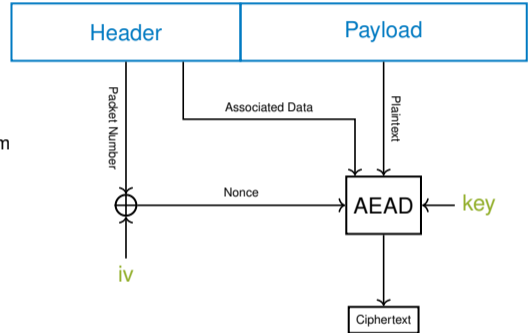 Header
Payload
Packet Number
Associated Data
Plaintext
m
Nonce
AEAD
key
iv
Ciphertext